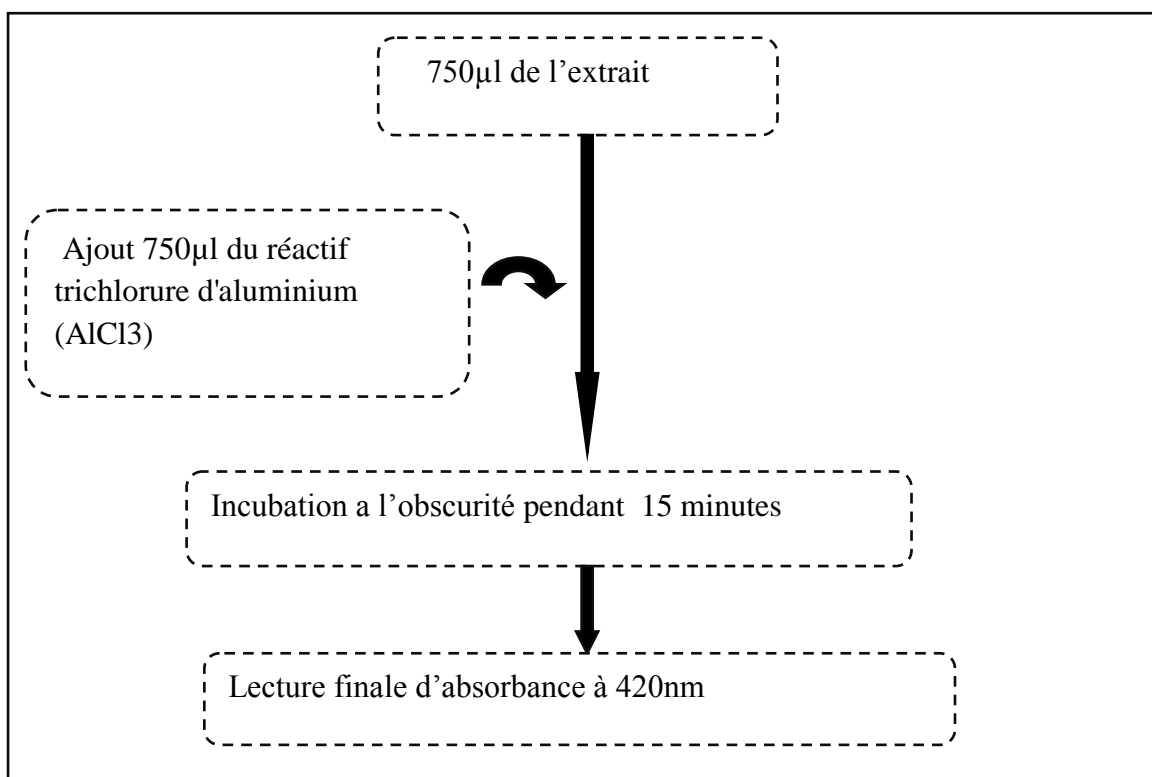 750µl de l’extrait
Ajout 750µl du réactif
trichlorure d'aluminium
(AlCl3)
Incubation a l’obscurité pendant 15 minutes
Lecture finale d’absorbance à 420nm